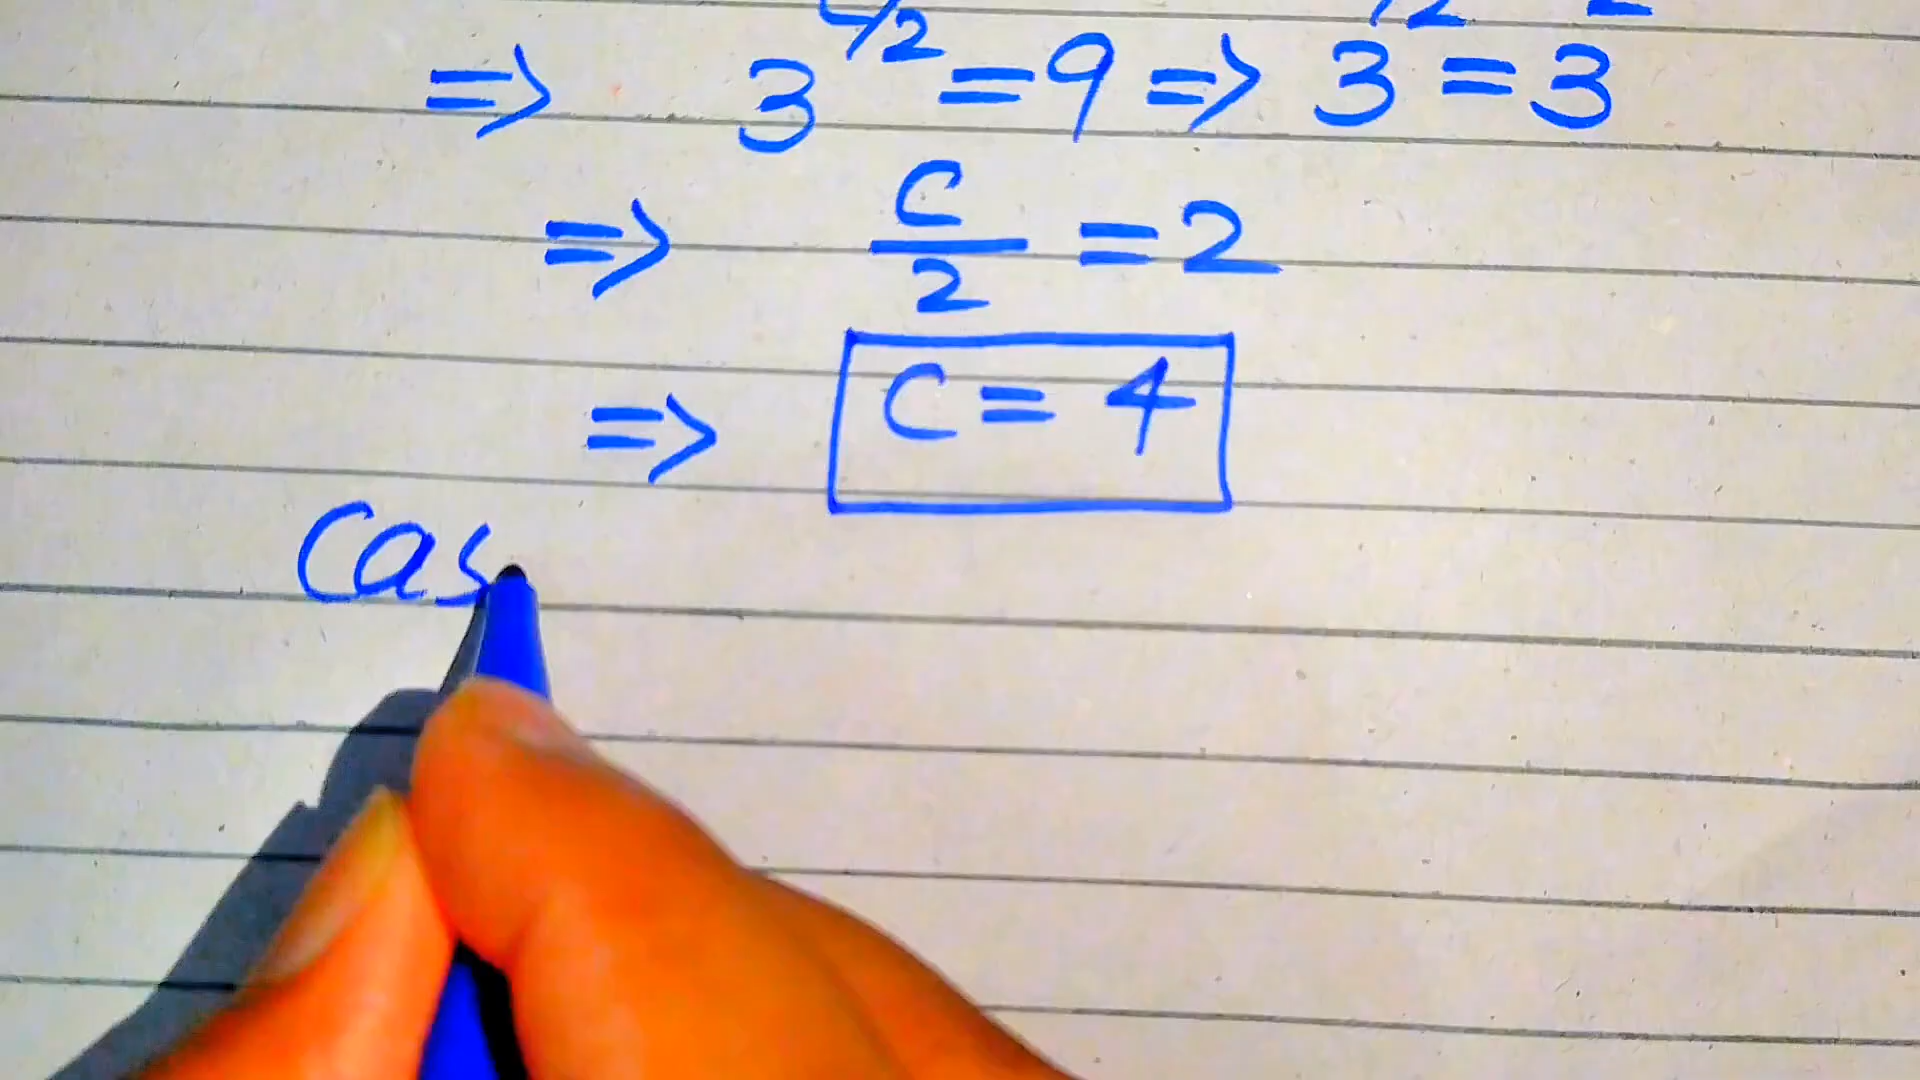 => 3^{c/2} = 9 => 3^{c/2} = 3^2
=> c/2 = 2
=> c = 4
Cas